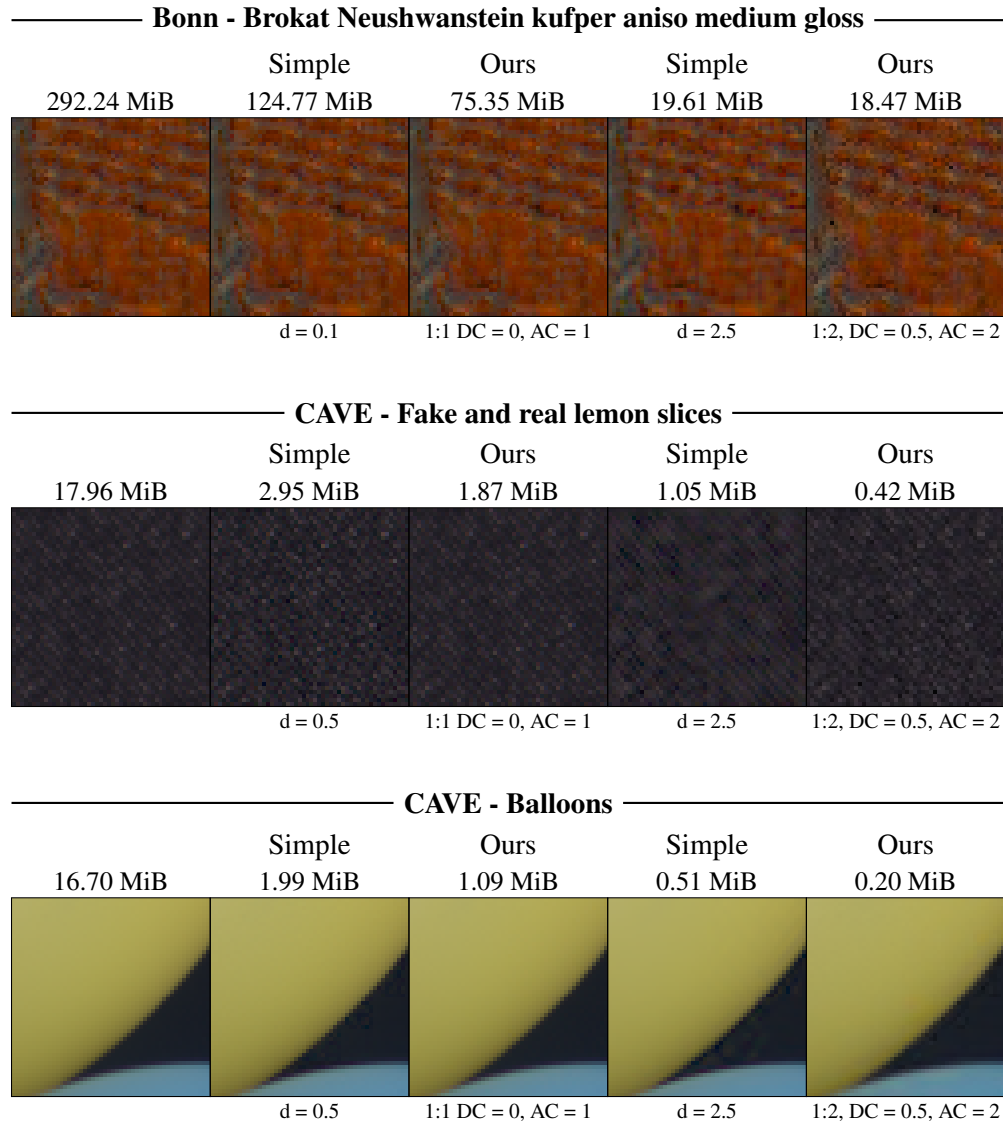 Bonn - Brokat Neushwanstein kufper aniso medium gloss
Simple Ours Simple Ours
292.24 MiB 124.77 MiB 75.35 MiB 19.61 MiB 18.47 MiB
d = 0.1 1:1 DC = 0, AC = 1 d = 2.5 1:2, DC = 0.5, AC = 2
CAVE - Fake and real lemon slices
Simple Ours Simple Ours
17.96 MiB 2.95 MiB 1.87 MiB 1.05 MiB 0.42 MiB
d = 0.5 1:1 DC = 0, AC = 1 d = 2.5 1:2, DC = 0.5, AC = 2
CAVE - Balloons
Simple Ours Simple Ours
16.70 MiB 1.99 MiB 1.09 MiB 0.51 MiB 0.20 MiB
d = 0.5 1:1 DC = 0, AC = 1 d = 2.5 1:2, DC = 0.5, AC = 2